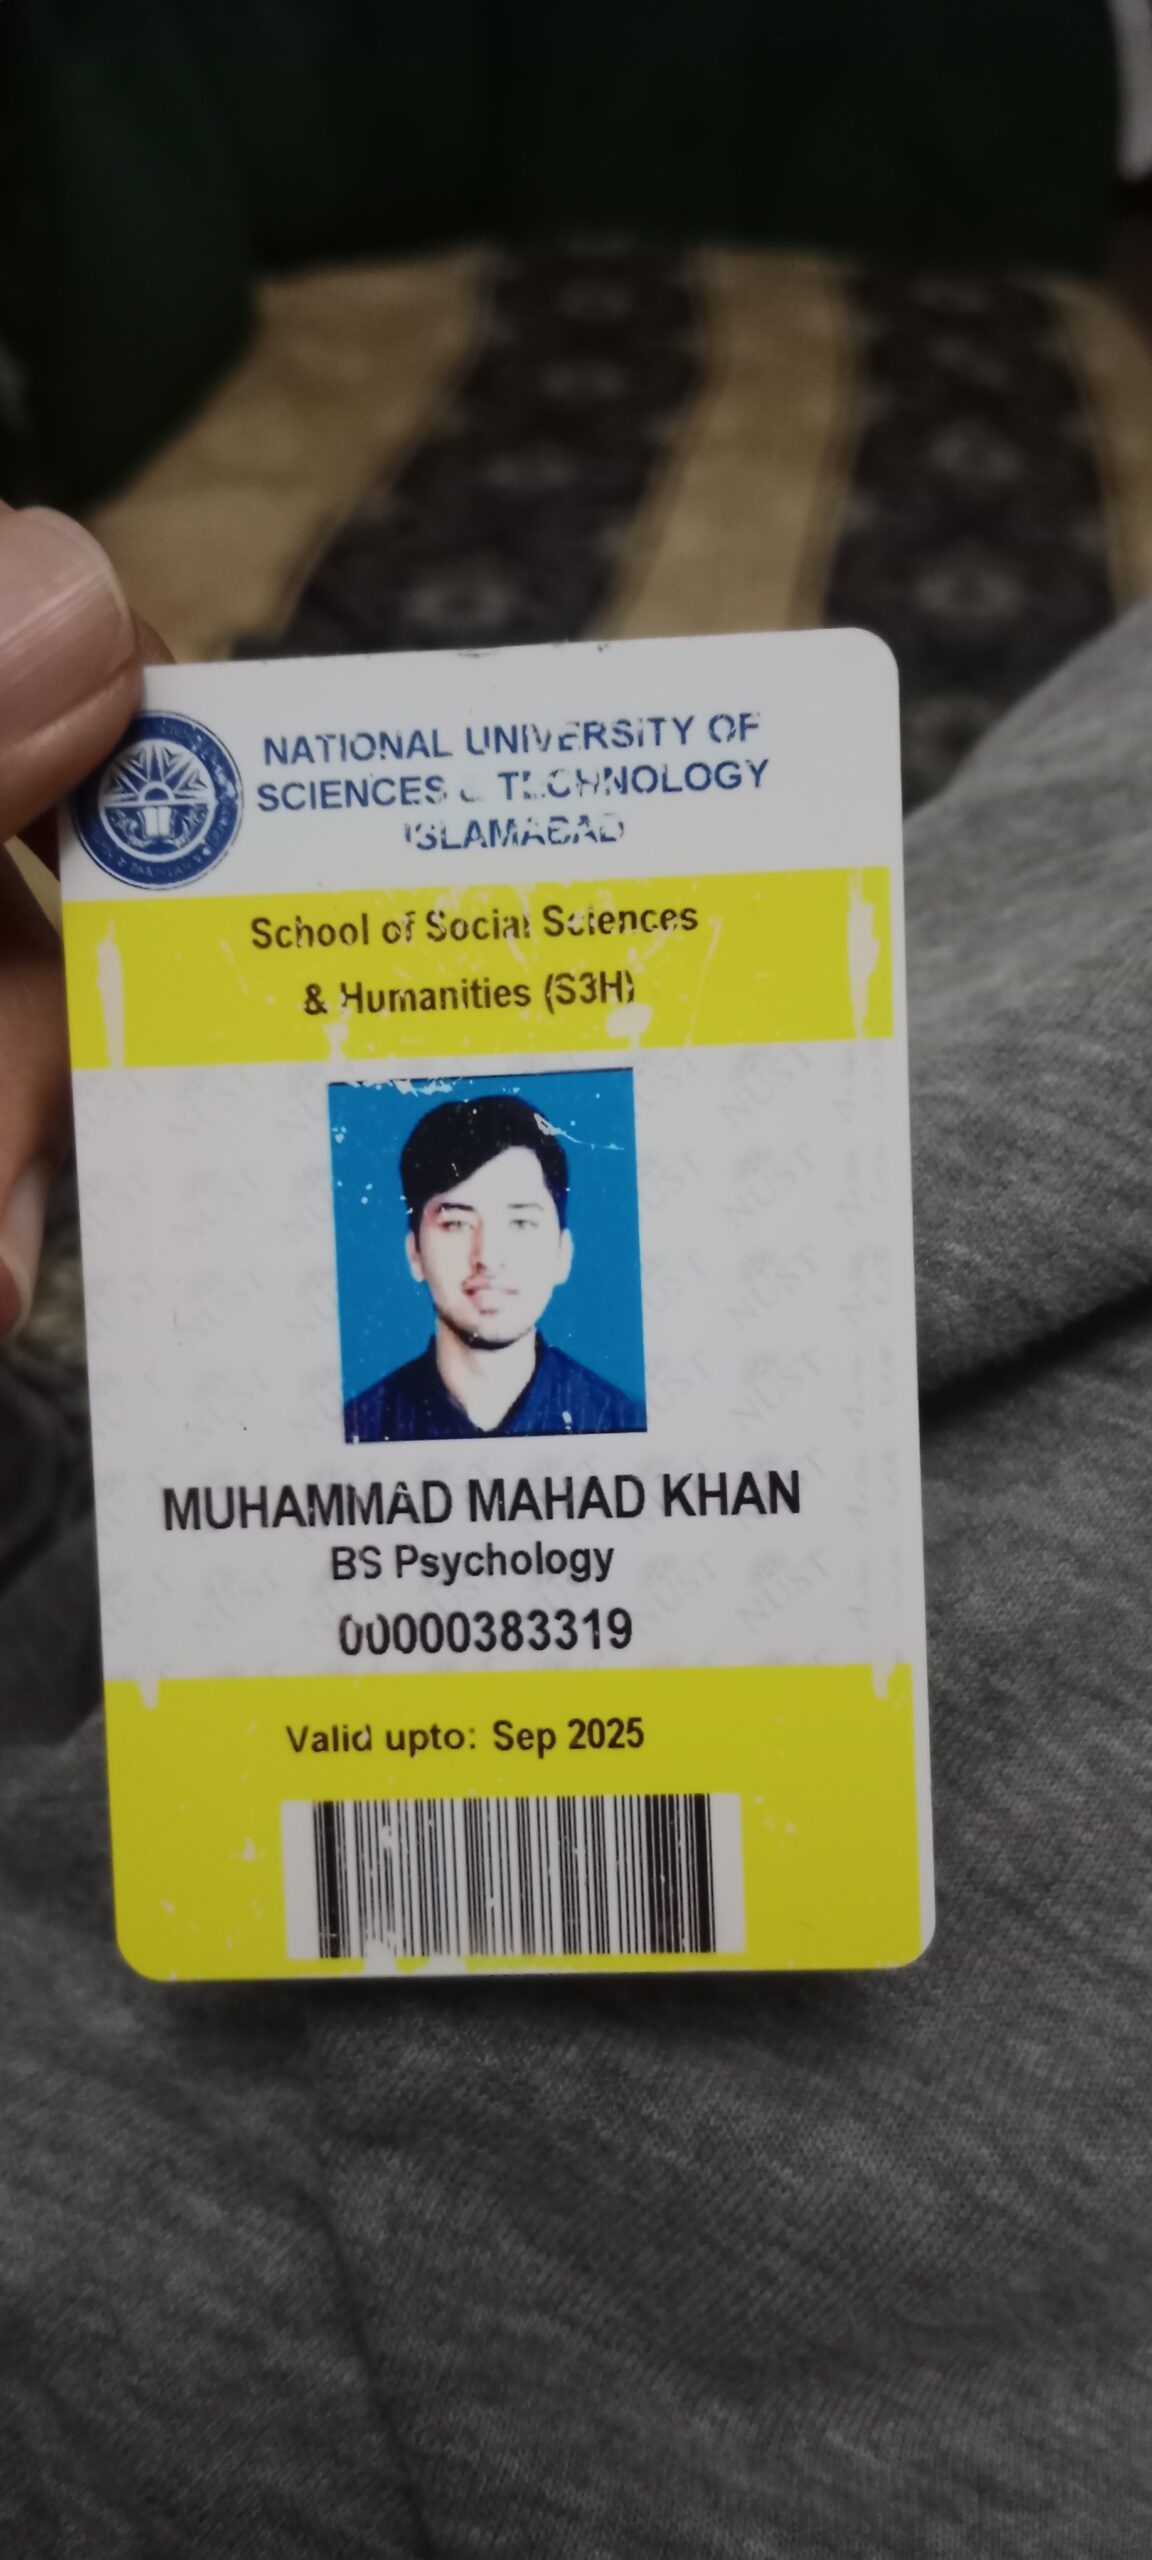 NATIONAL UNIVERSITY OF
SCIENCES & TECHNOLOGY
ISLAMABAD
School of Social Sciences
& Humanities (S3H)
MUHAMMAD MAHAD KHAN
BS Psychology
00000383319
Valid upto: Sep 2025